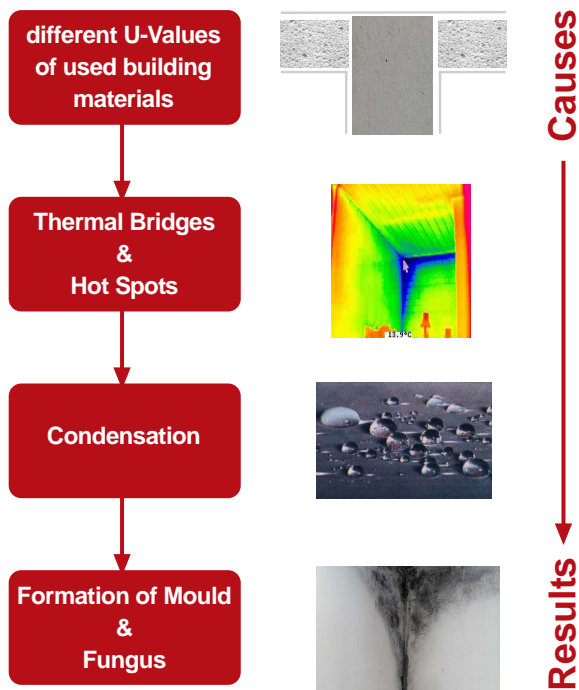 different U-Values
of used building
materials
Causes
Thermal Bridges
&
Hot Spots
13.9°C
Condensation
Formation of Mould
&
Fungus
Results